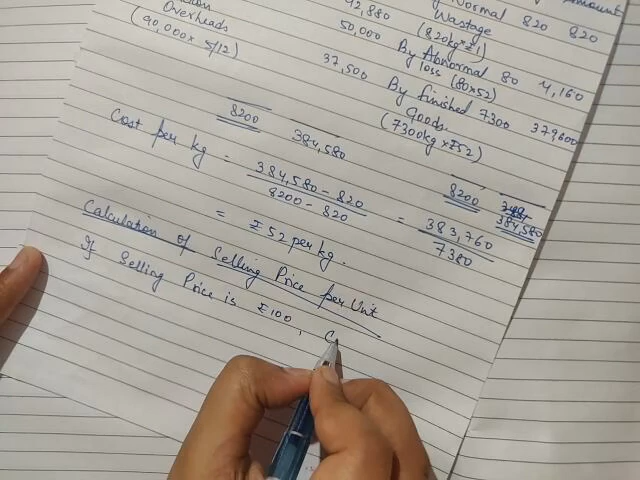 Amount
Normal 820 820
Wastage
(820kg × ₹1)
By Abnormal 80 4,160
loss (80×52)
By finished 7300 379600
Goods
(7300kg × ₹52)
8200 384,580
Overheads
(90,000 × 5/12)
42,880
50,000
37,500
8200 384,580
Cost per kg = 384,580 - 820 = 383,760
8200 - 820 7380
= ₹52 per kg.
Calculation of Selling Price per Unit
If Selling Price is ₹100, C